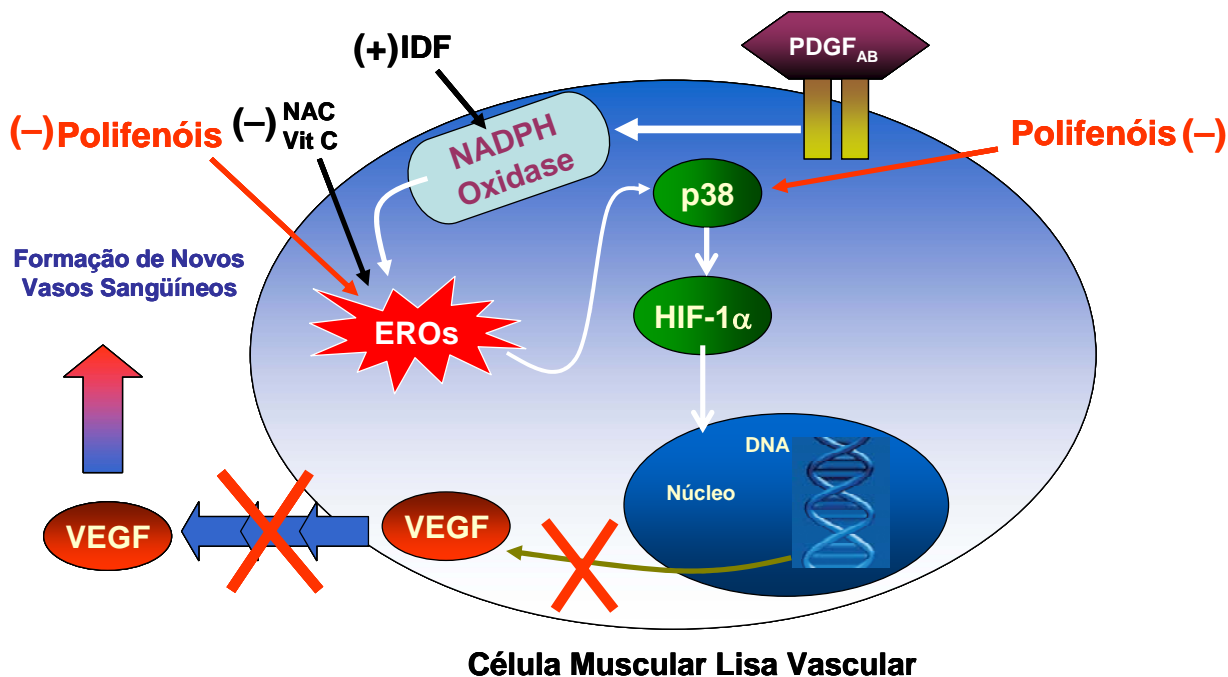 (+)IDF
PDGFAB
(–)Polifenóis
(–) NAC
Vit C
Polifenóis(–)
NADPH
Oxidase
p38
Formação de Novos
Vasos Sangüíneos
HIF-1α
EROs
DNA
Núcleo
VEGF
VEGF
Célula Muscular Lisa Vascular